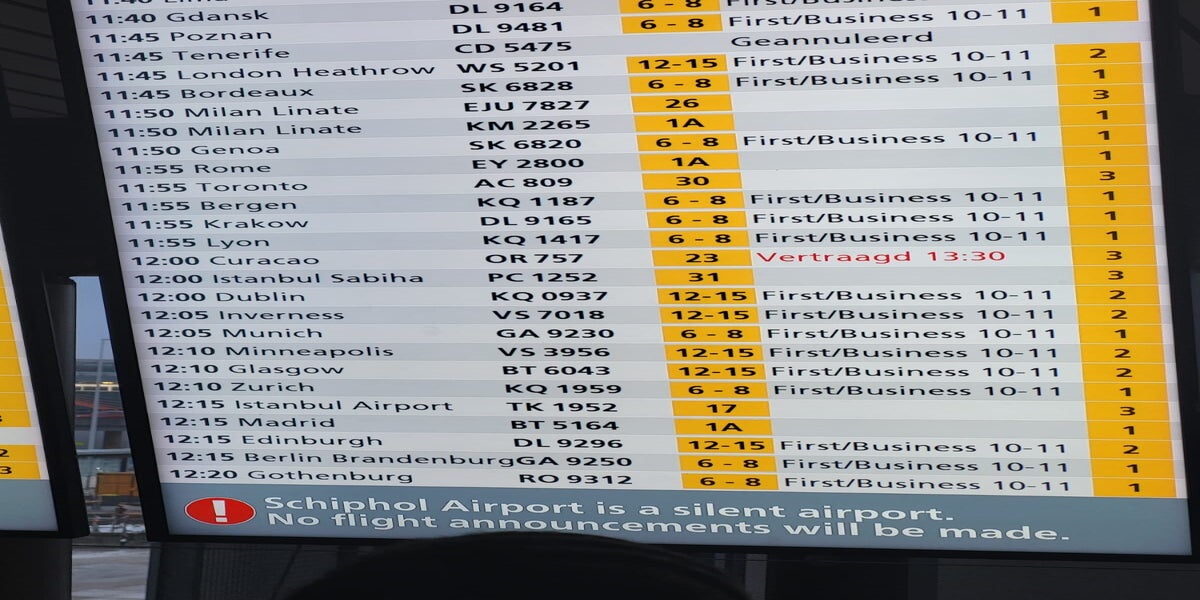 11:40 Gdansk DL 9164 6 - 8 First/Business 10-11
11:45 Poznan DL 9481 6 - 8 First/Business 10-11 1
11:45 Tenerife CD 5475 Geannuleerd
11:45 London Heathrow WS 5201 12-15 First/Business 10-11 2
11:45 Bordeaux SK 6828 6 - 8 First/Business 10-11 1
11:50 Milan Linate EJU 7827 26 3
11:50 Milan Linate KM 2265 1A 1
11:50 Genoa SK 6820 6 - 8 First/Business 10-11 1
11:55 Rome EY 2800 1A 1
11:55 Toronto AC 809 30 3
11:55 Bergen KQ 1187 6 - 8 First/Business 10-11 1
11:55 Krakow DL 9165 6 - 8 First/Business 10-11 1
11:55 Lyon KQ 1417 6 - 8 First/Business 10-11 1
12:00 Curacao OR 757 23 Vertraagd 13:30 3
12:00 Istanbul Sabiha PC 1252 31 3
12:00 Dublin KQ 0937 12-15 First/Business 10-11 2
12:05 Inverness VS 7018 12-15 First/Business 10-11 2
12:05 Munich GA 9230 6 - 8 First/Business 10-11 1
12:10 Minneapolis VS 3956 12-15 First/Business 10-11 2
12:10 Glasgow BT 6043 12-15 First/Business 10-11 2
12:10 Zurich KQ 1959 6 - 8 First/Business 10-11 1
12:15 Istanbul Airport TK 1952 17 3
12:15 Madrid BT 5164 1A 1
12:15 Edinburgh DL 9296 12-15 First/Business 10-11 2
12:15 Berlin Brandenburg GA 9250 6 - 8 First/Business 10-11 1
12:20 Gothenburg RO 9312 6 - 8 First/Business 10-11 1
Schiphol Airport is a silent airport.
No flight announcements will be made.